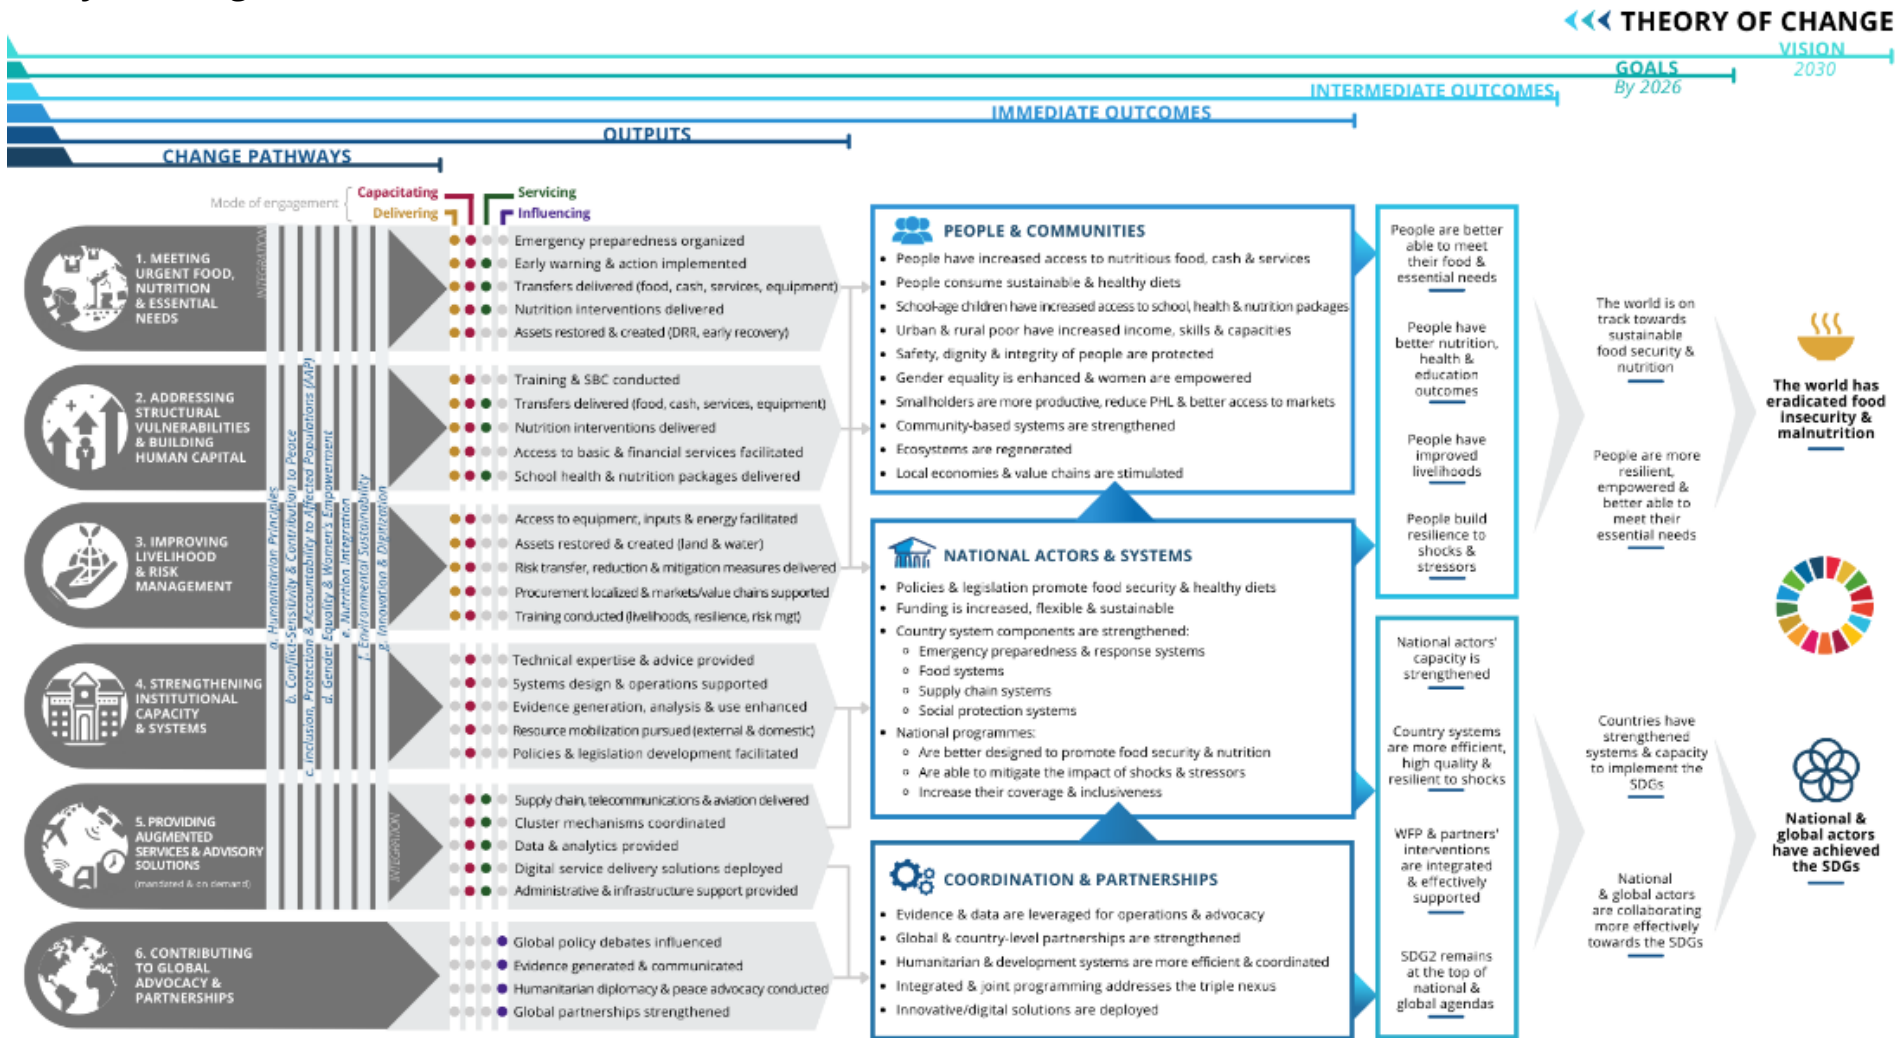 THEORY OF CHANGE
VISION
2030
GOALS
By 2026
INTERMEDIATE OUTCOMES
IMMEDIATE OUTCOMES
OUTPUTS
CHANGE PATHWAYS
Mode of engagement
Capacitating
Delivering
Servicing
Influencing
INTEGRATION
1. MEETING
URGENT FOOD,
NUTRITION
& ESSENTIAL
NEEDS
Emergency preparedness organized
Early warning & action implemented
Transfers delivered (food, cash, services, equipment)
Nutrition interventions delivered
Assets restored & created (DRR, early recovery)
2. ADDRESSING
STRUCTURAL
VULNERABILITIES
& BUILDING
HUMAN CAPITAL
Training & SBC conducted
Transfers delivered (food, cash, services, equipment)
Nutrition interventions delivered
Access to basic & financial services facilitated
School health & nutrition packages delivered
3. IMPROVING
LIVELIHOOD
& RISK
MANAGEMENT
Access to equipment, inputs & energy facilitated
Assets restored & created (land & water)
Risk transfer, reduction & mitigation measures delivered
Procurement localized & markets/value chains supported
Training conducted (livelihoods, resilience, risk mgt)
4. STRENGTHENING
INSTITUTIONAL
CAPACITY
& SYSTEMS
Technical expertise & advice provided
Systems design & operations supported
Evidence generation, analysis & use enhanced
Resource mobilization pursued (external & domestic)
Policies & legislation development facilitated
5. PROVIDING
AUGMENTED
SERVICES & ADVISORY
SOLUTIONS
(mandated & on demand)
INTEGRATION
Supply chain, telecommunications & aviation delivered
Cluster mechanisms coordinated
Data & analytics provided
Digital service delivery solutions deployed
Administrative & infrastructure support provided
6. CONTRIBUTING
TO GLOBAL
ADVOCACY &
PARTNERSHIPS
Global policy debates influenced
Evidence generated & communicated
Humanitarian diplomacy & peace advocacy conducted
Global partnerships strengthened
a. Humanitarian Principles
b. Conflict-Sensitivity & Contribution to Peace
c. Inclusion, Protection & Accountability to Affected Populations (AAP)
d. Gender Equality & Women's Empowerment
e. Nutrition Integration
f. Environmental Sustainability
g. Innovation & Digitization
PEOPLE & COMMUNITIES
• People have increased access to nutritious food, cash & services
• People consume sustainable & healthy diets
• School-age children have increased access to school, health & nutrition packages
• Urban & rural poor have increased income, skills & capacities
• Safety, dignity & integrity of people are protected
• Gender equality is enhanced & women are empowered
• Smallholders are more productive, reduce PHL & better access to markets
• Community-based systems are strengthened
• Ecosystems are regenerated
• Local economies & value chains are stimulated
NATIONAL ACTORS & SYSTEMS
• Policies & legislation promote food security & healthy diets
• Funding is increased, flexible & sustainable
• Country system components are strengthened:
o Emergency preparedness & response systems
o Food systems
o Supply chain systems
o Social protection systems
• National programmes:
o Are better designed to promote food security & nutrition
o Are able to mitigate the impact of shocks & stressors
o Increase their coverage & inclusiveness
COORDINATION & PARTNERSHIPS
• Evidence & data are leveraged for operations & advocacy
• Global & country-level partnerships are strengthened
• Humanitarian & development systems are more efficient & coordinated
• Integrated & joint programming addresses the triple nexus
• Innovative/digital solutions are deployed
People are better
able to meet
their food &
essential needs
People have
better nutrition,
health &
education
outcomes
People have
improved
livelihoods
People build
resilience to
shocks &
stressors
National actors'
capacity is
strengthened
Country systems
are more efficient,
high quality &
resilient to shocks
WFP & partners'
interventions
are integrated
& effectively
supported
SDG2 remains
at the top of
national &
global agendas
The world is on
track towards
sustainable
food security &
nutrition
People are more
resilient,
empowered &
better able to
meet their
essential needs
Countries have
strengthened
systems & capacity
to implement the
SDGs
National
& global actors
are collaborating
more effectively
towards the SDGs
The world has
eradicated food
insecurity &
malnutrition
National &
global actors
have achieved
the SDGs